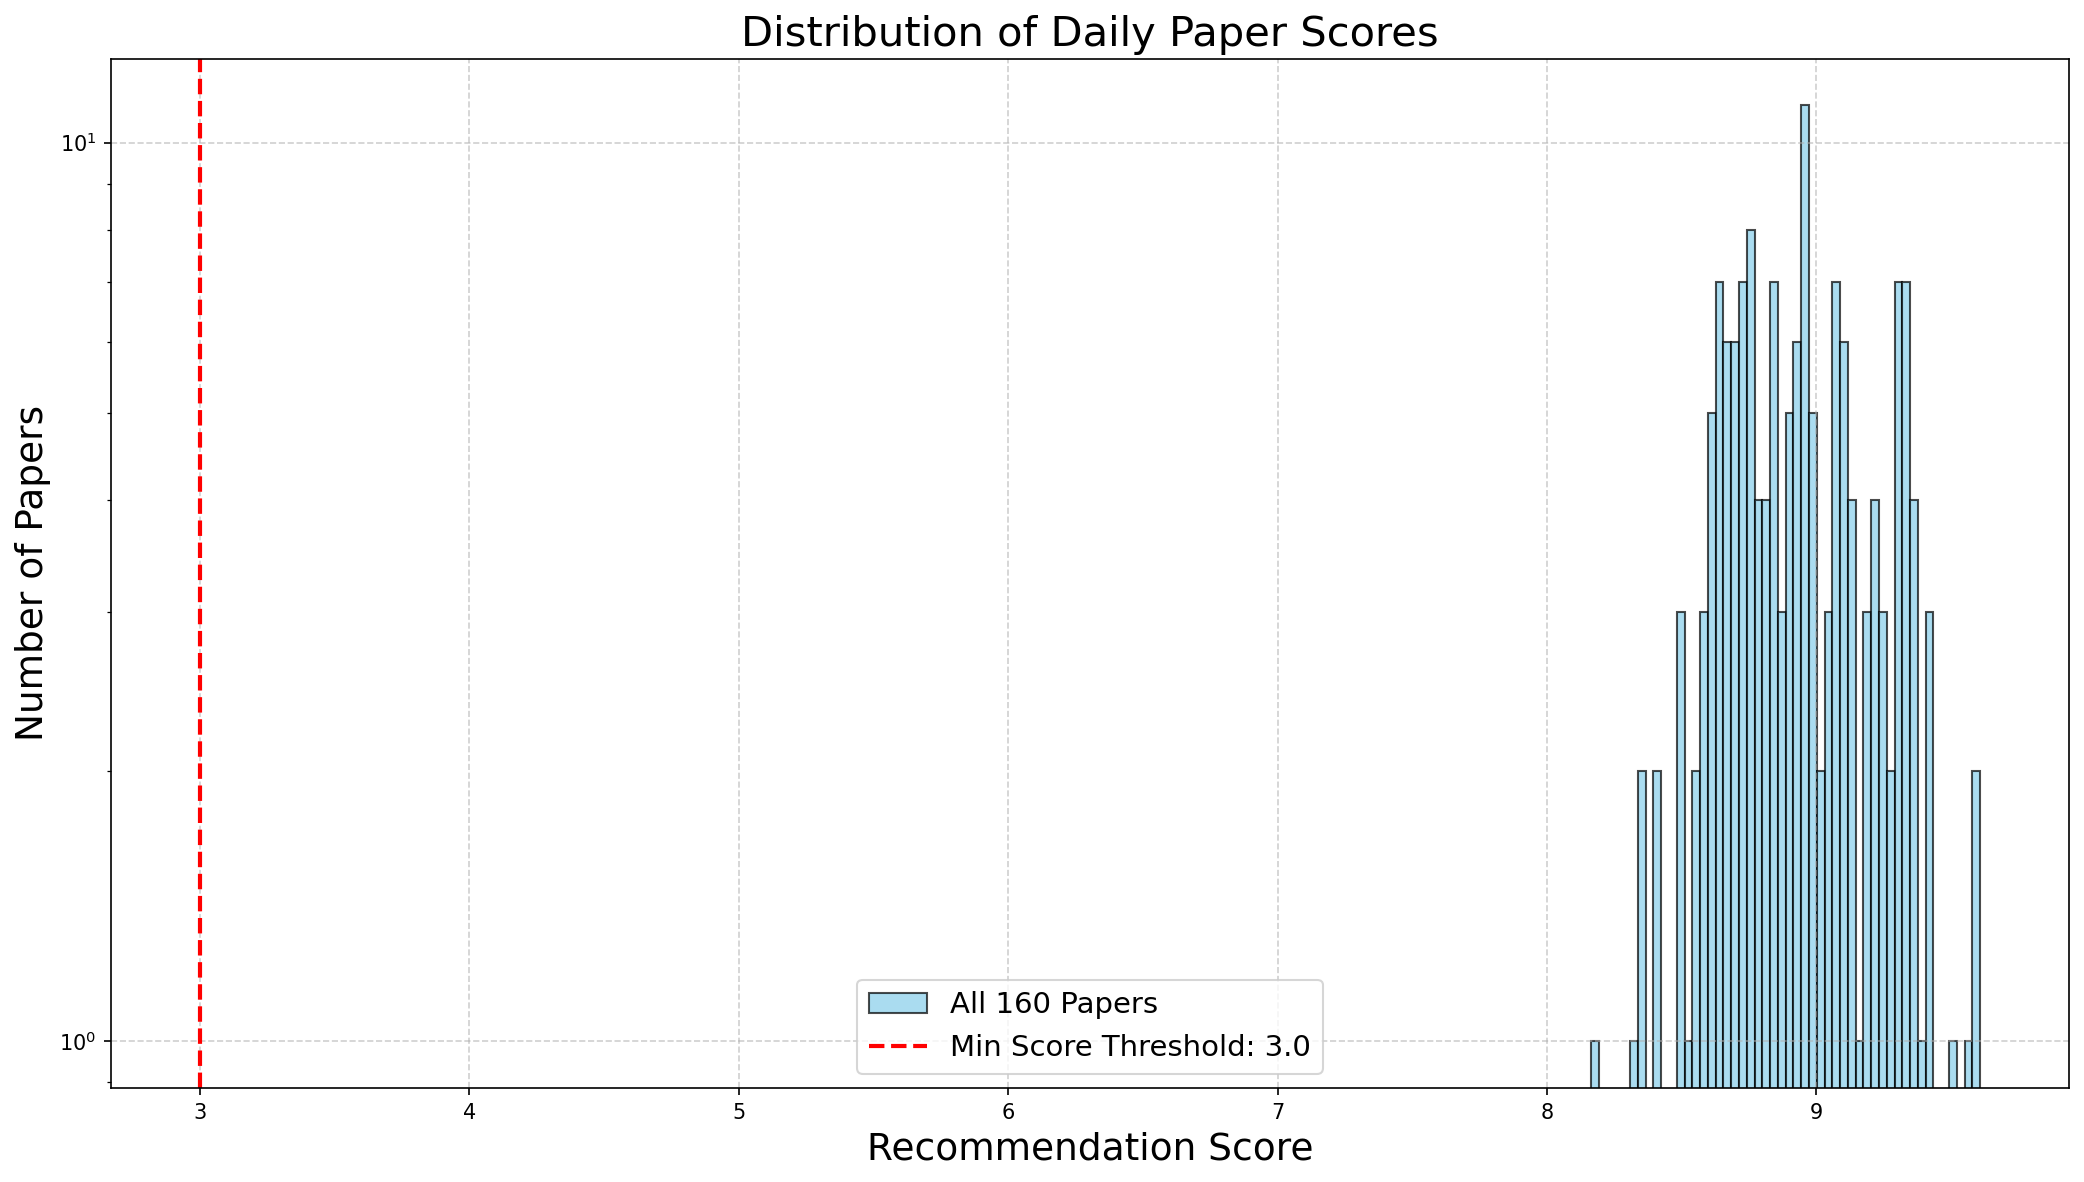 Distribution of Daily Paper Scores
Number of Papers
10¹
10⁰
3 4 5 6 7 8 9
Recommendation Score
All 160 Papers
Min Score Threshold: 3.0